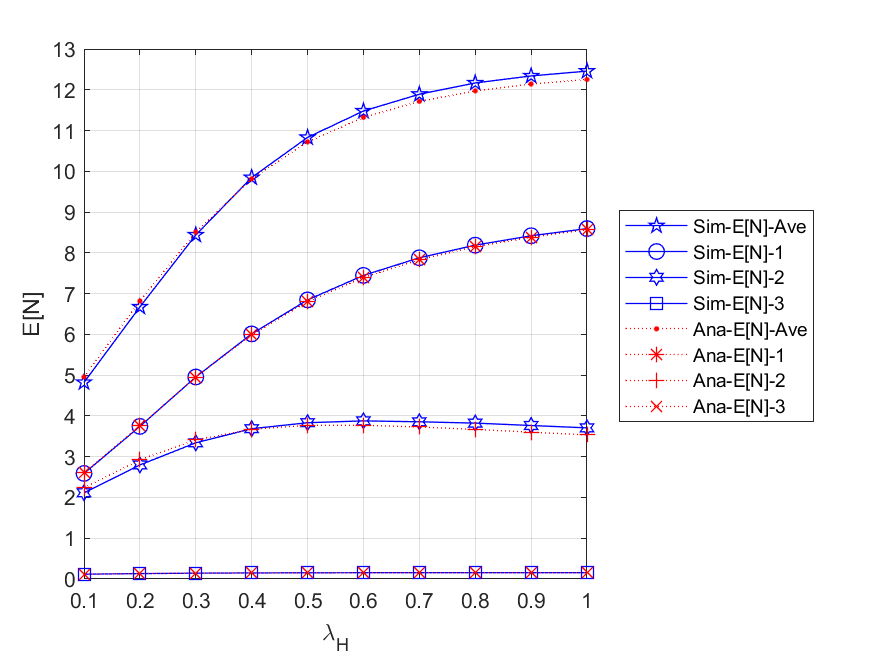 13
12
11
10
9
8
7
6
5
4
3
2
1
0
E[N]
0.1 0.2 0.3 0.4 0.5 0.6 0.7 0.8 0.9 1
λH
Sim-E[N]-Ave
Sim-E[N]-1
Sim-E[N]-2
Sim-E[N]-3
Ana-E[N]-Ave
Ana-E[N]-1
Ana-E[N]-2
Ana-E[N]-3